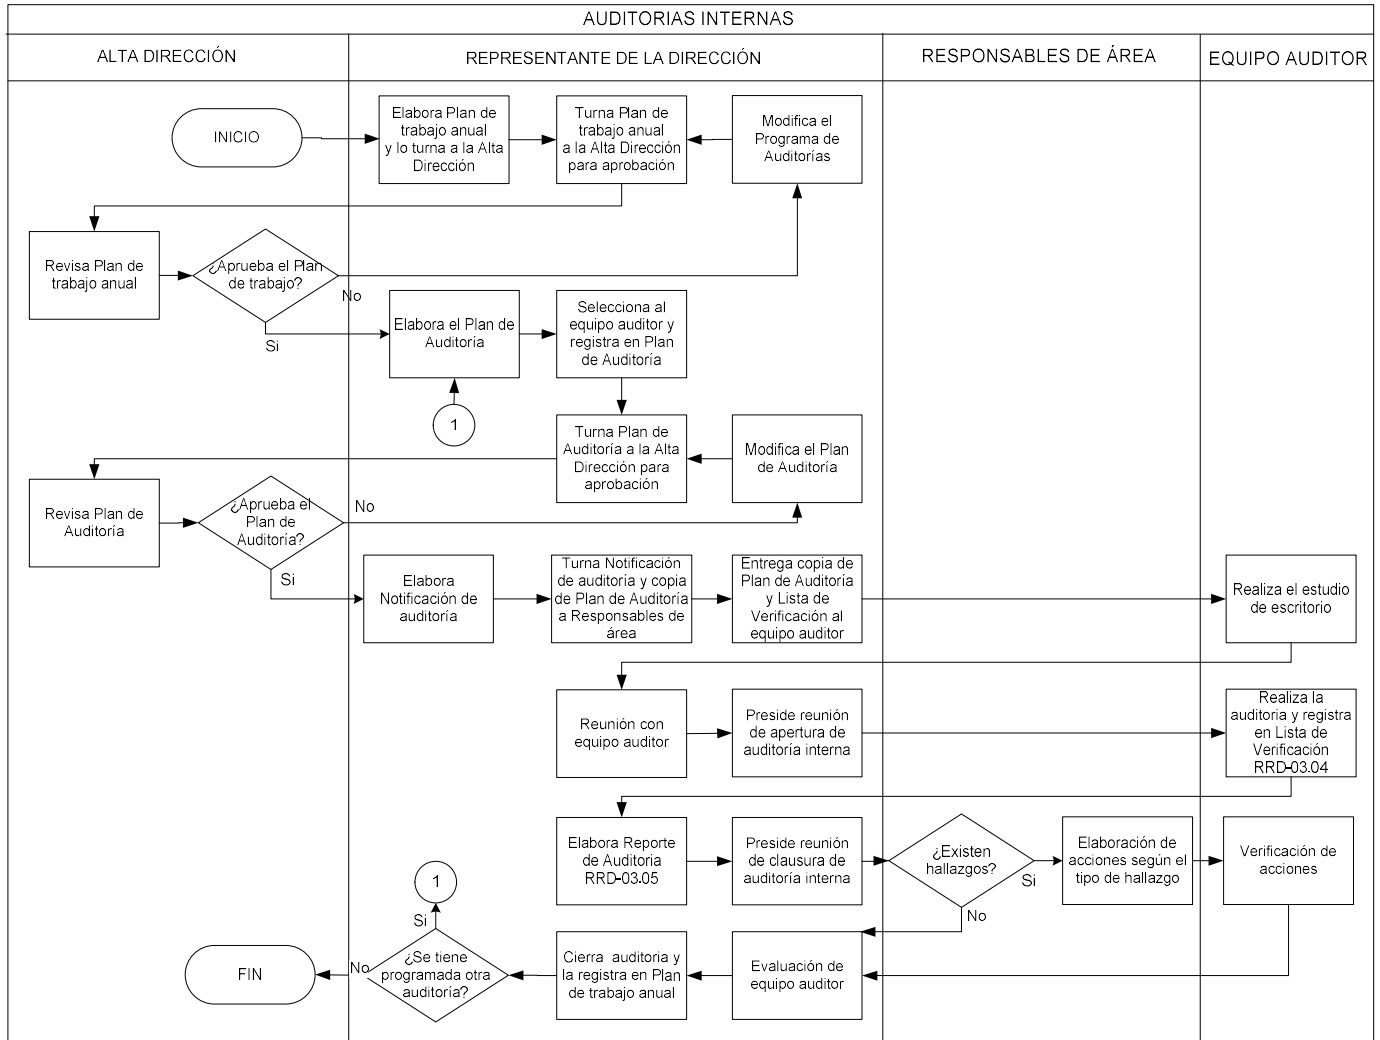 AUDITORIAS INTERNAS
ALTA DIRECCIÓN
REPRESENTANTE DE LA DIRECCIÓN
RESPONSABLES DE ÁREA
EQUIPO AUDITOR
INICIO
Elabora Plan de
trabajo anual
y lo turna a la Alta
Dirección
Turna Plan de
trabajo anual
a la Alta Dirección
para aprobación
Modifica el
Programa de
Auditorías
Revisa Plan de
trabajo anual
¿Aprueba el Plan
de trabajo?
No
Si
Elabora el Plan de
Auditoría
Selecciona al
equipo auditor y
registra en Plan
de Auditoría
1
Turna Plan de
Auditoría a la Alta
Dirección para
aprobación
Modifica el Plan
de Auditoría
Revisa Plan de
Auditoría
¿Aprueba el
Plan de
Auditoría?
No
Si
Elabora
Notificación de
auditoría
Turna Notificación
de auditoría y copia
de Plan de Auditoría
a Responsables de
área
Entrega copia de
Plan de Auditoría
y Lista de
Verificación al
equipo auditor
Realiza el estudio
de escritorio
Reunión con
equipo auditor
Preside reunión
de apertura de
auditoría interna
Realiza la
auditoria y registra
en Lista de
Verificación
RRD-03.04
Elabora Reporte
de Auditoria
RRD-03.05
Preside reunión
de clausura de
auditoría interna
¿Existen
hallazgos?
Si
No
Elaboración de
acciones según el
tipo de hallazgo
Verificación de
acciones
1
Si
FIN
No
¿Se tiene
programada otra
auditoría?
Cierra auditoria y
la registra en Plan
de trabajo anual
Evaluación de
equipo auditor